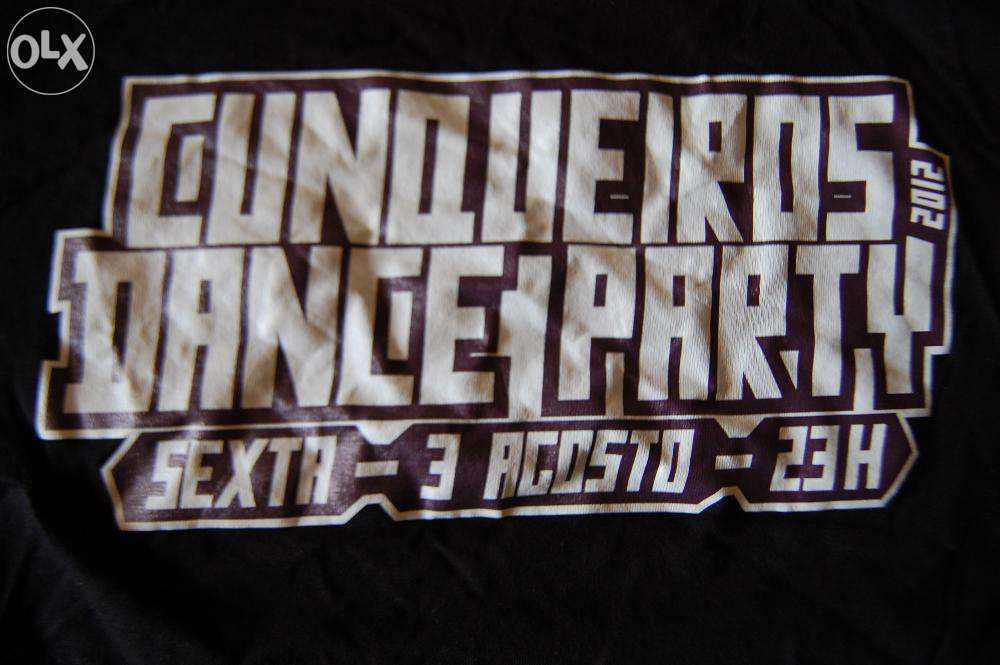 OLX
CUNQUEIROS
2012
DANCE PARTY
SEXTA - 3 AGOSTO - 23H